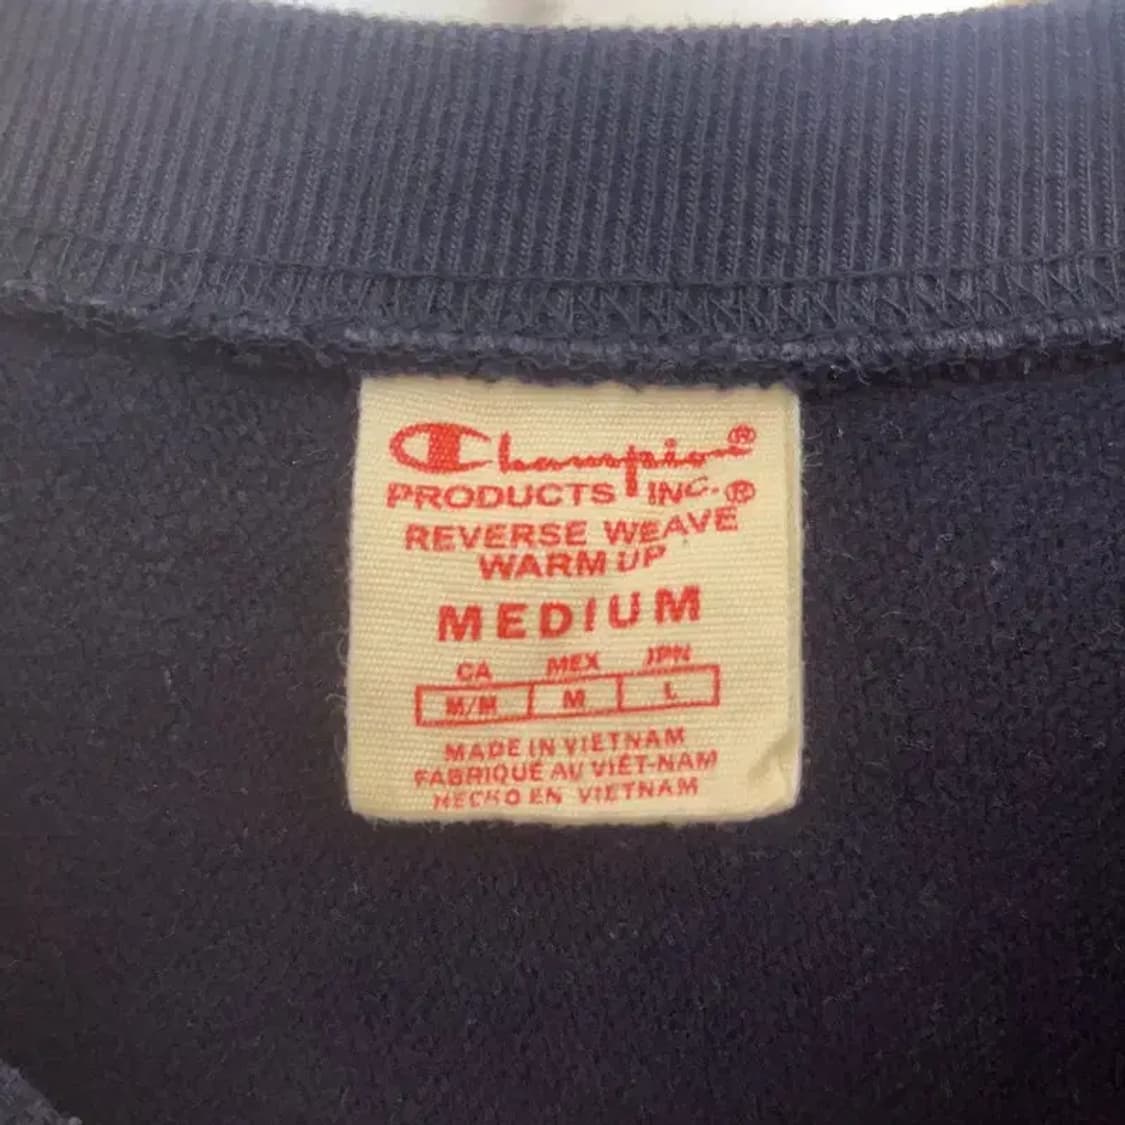 Champion®
PRODUCTS INC.®
REVERSE WEAVE
WARM UP
MEDIUM
CA MEX JPN
M/M M L
MADE IN VIETNAM
FABRIQUÉ AU VIÊT-NAM
HECHO EN VIETNAM